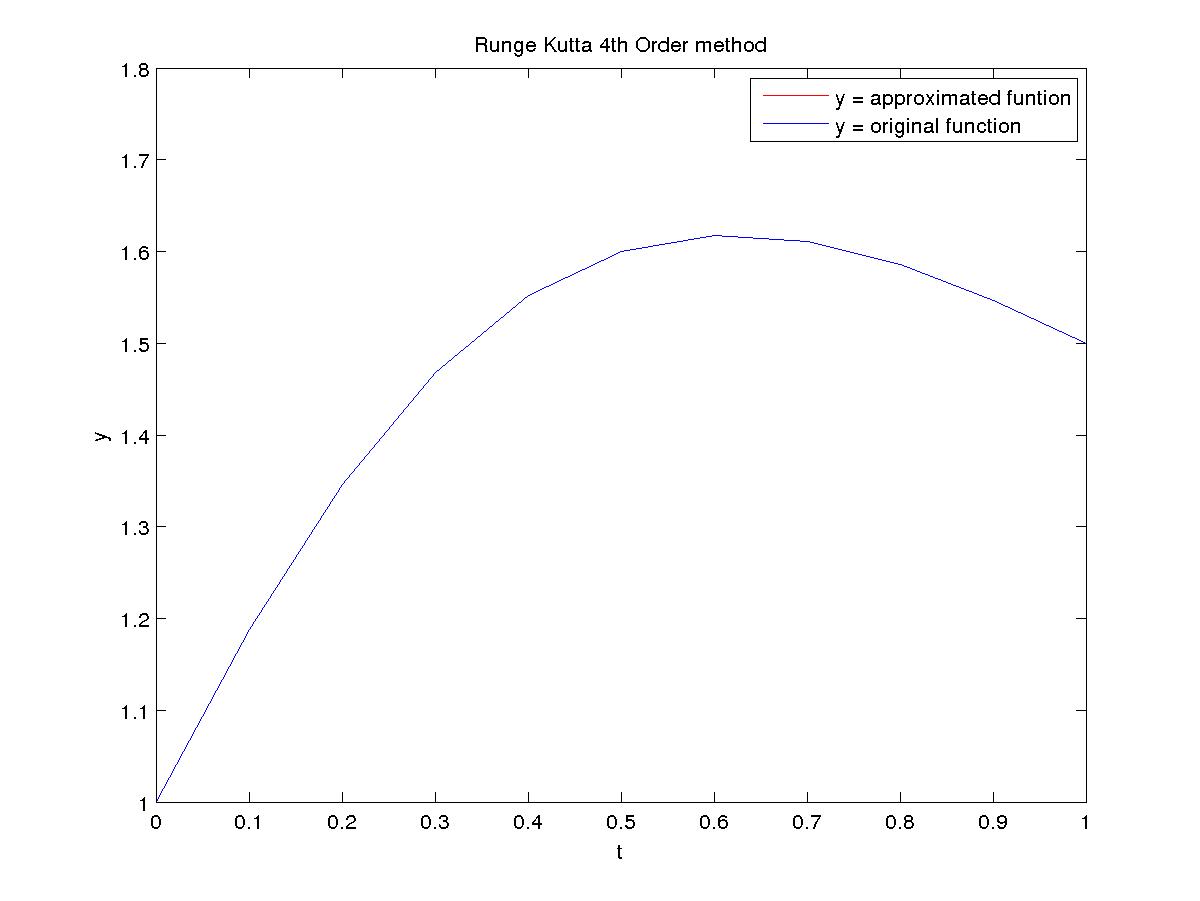 Runge Kutta 4th Order method
y = approximated funtion
y = original function
1.8
1.7
1.6
1.5
1.4
1.3
1.2
1.1
1
y
0 0.1 0.2 0.3 0.4 0.5 0.6 0.7 0.8 0.9 1
t